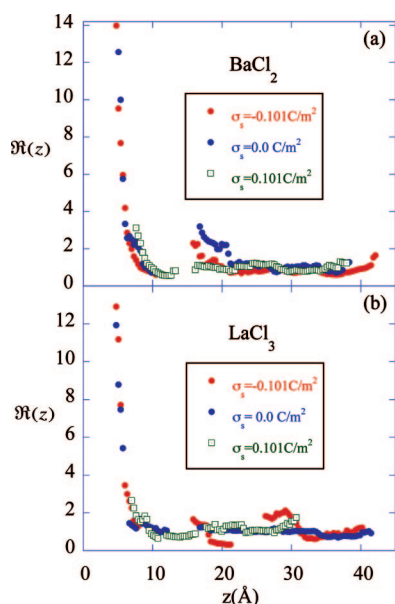 14
(a)
12
BaCl₂
10
σₛ=-0.101C/m²
8
σₛ=0.0 C/m²
ℜ(z)
6
σₛ=0.101C/m²
4
2
0
(b)
12
LaCl₃
10
σₛ=-0.101C/m²
8
σₛ= 0.0 C/m²
ℜ(z)
6
σₛ=0.101C/m²
4
2
0
0 10 20 30 40
z(Å)